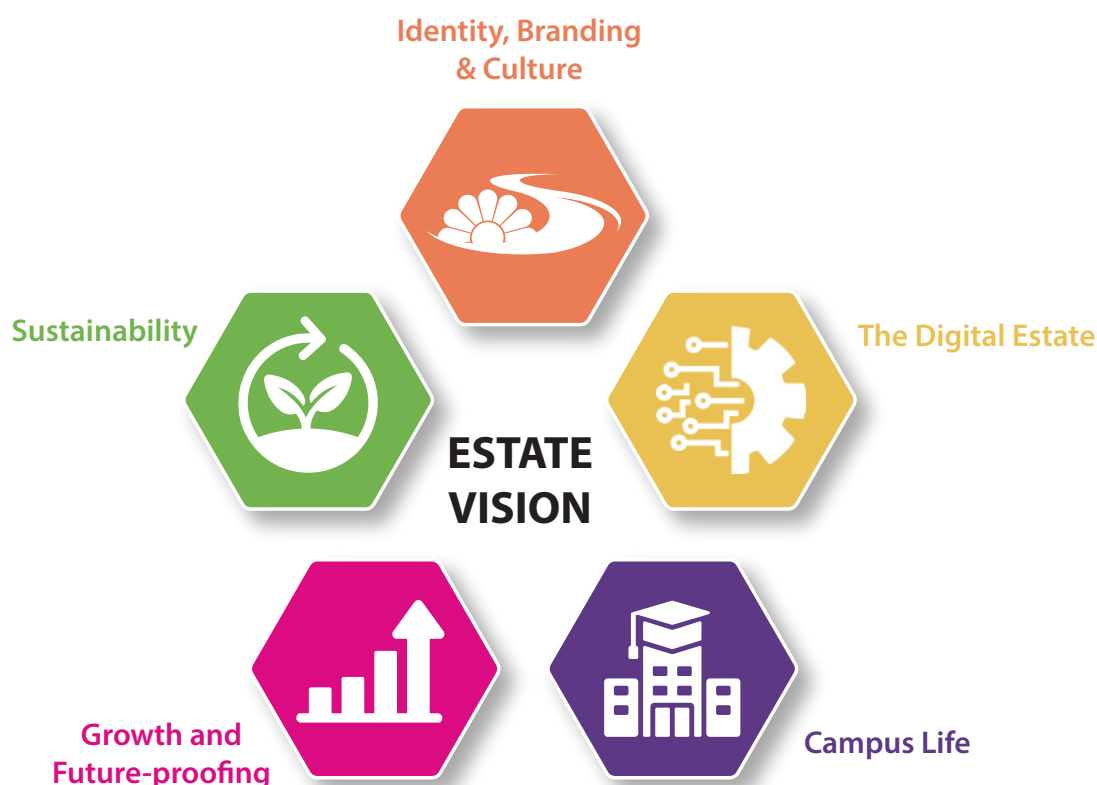 Identity, Branding
& Culture
Sustainability
The Digital Estate
ESTATE
VISION
Growth and
Future-proofing
Campus Life